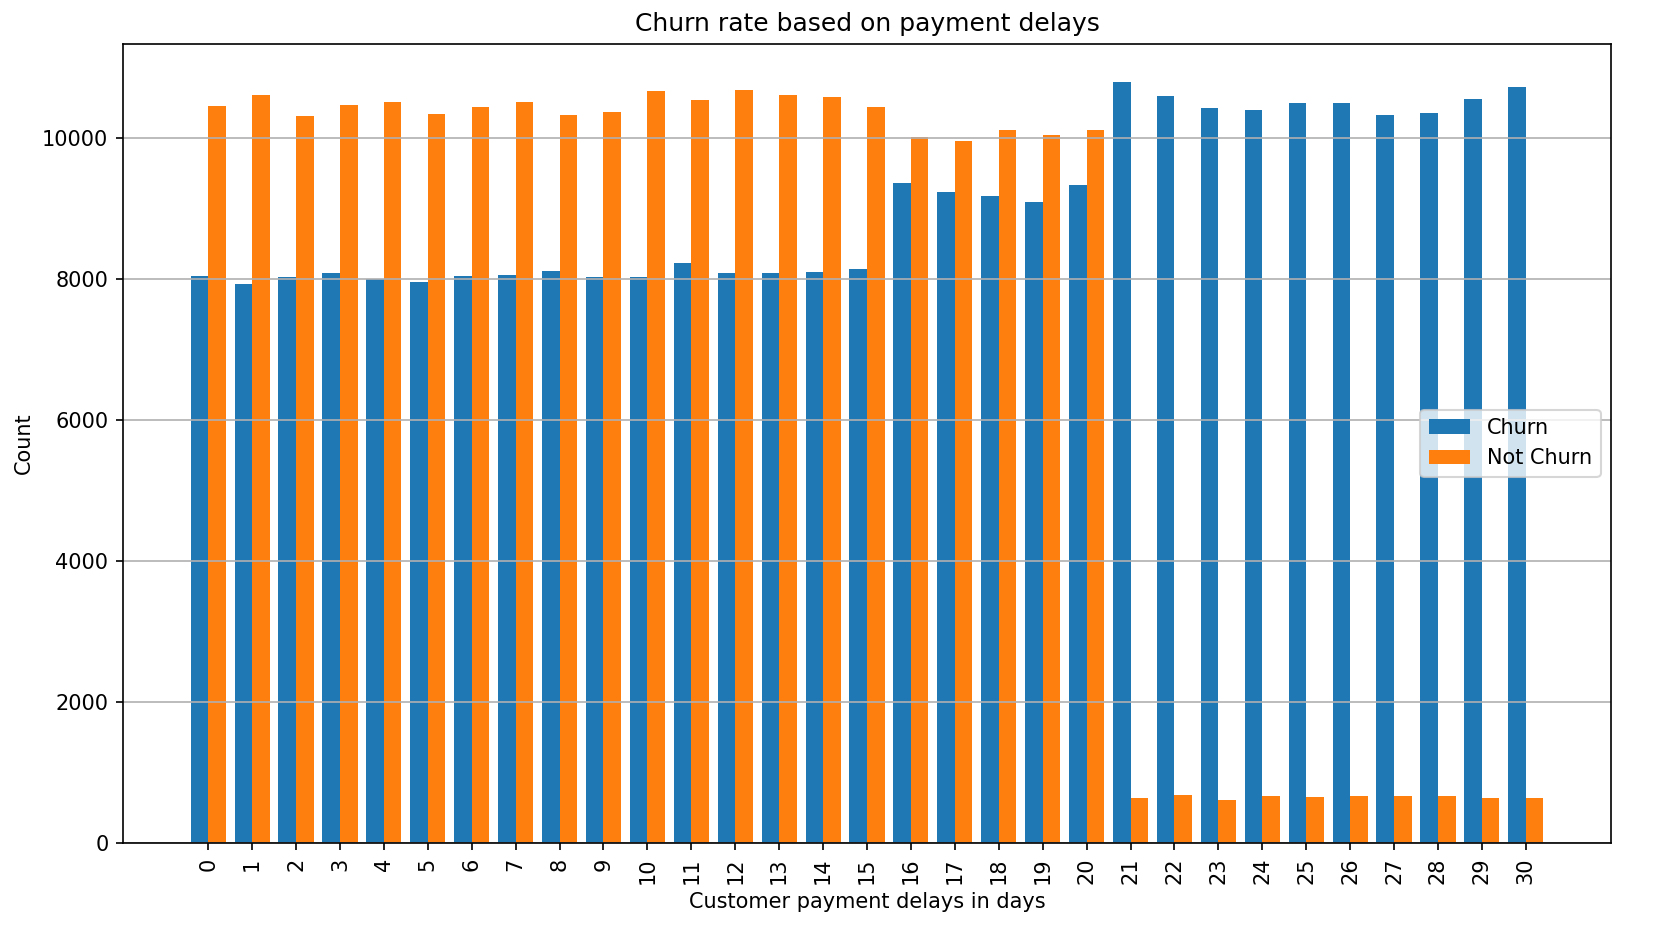 Churn rate based on payment delays
10000
8000
6000
4000
2000
0
Count
Churn
Not Churn
0 1 2 3 4 5 6 7 8 9 10 11 12 13 14 15 16 17 18 19 20 21 22 23 24 25 26 27 28 29 30
Customer payment delays in days